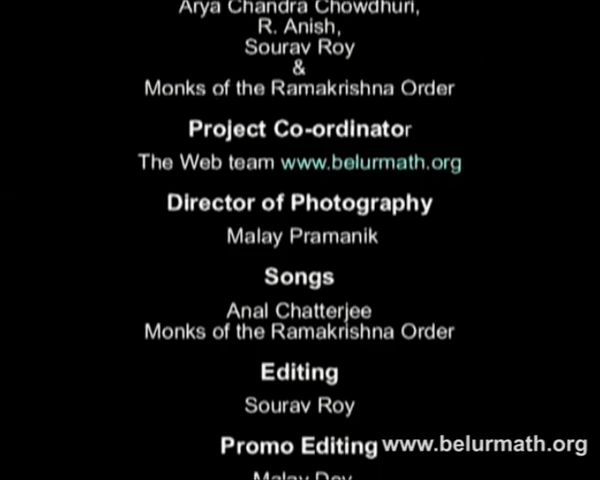 Arya Chandra Chowdhuri,
R. Anish,
Sourav Roy
&
Monks of the Ramakrishna Order
Project Co-ordinator
The Web team www.belurmath.org
Director of Photography
Malay Pramanik
Songs
Anal Chatterjee
Monks of the Ramakrishna Order
Editing
Sourav Roy
Promo Editing
www.belurmath.org
Malay Dey